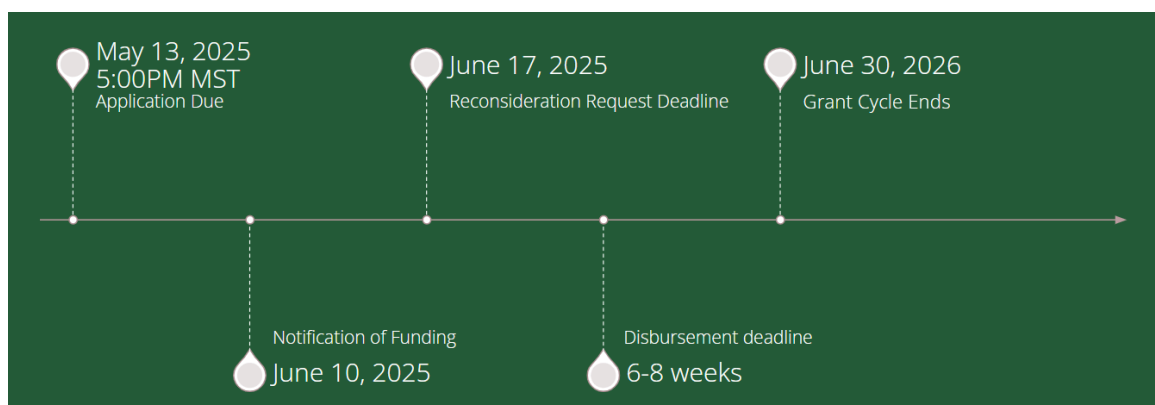 May 13, 2025
5:00PM MST
Application Due
June 17, 2025
Reconsideration Request Deadline
June 30, 2026
Grant Cycle Ends
Notification of Funding
June 10, 2025
Disbursement deadline
6-8 weeks